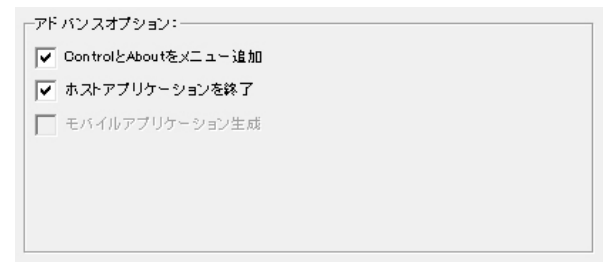 アドバンスオプション:
ControlとAboutをメニュー追加
ホストアプリケーションを終了
モバイルアプリケーション生成